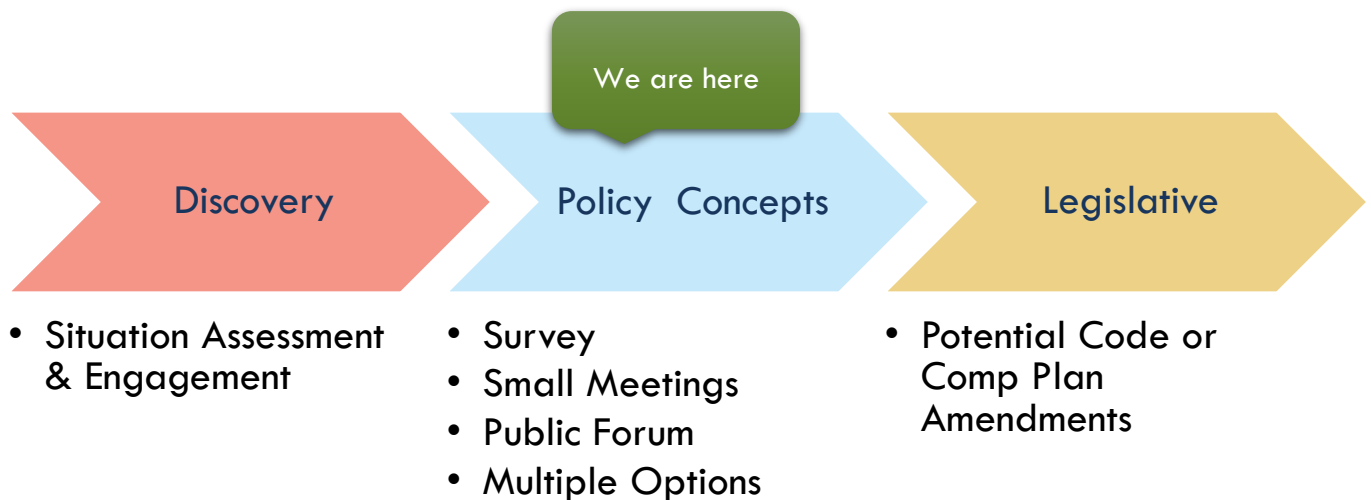 We are here
Discovery
Policy Concepts
Legislative
• Situation Assessment
& Engagement
• Survey
• Small Meetings
• Public Forum
• Multiple Options
• Potential Code or
Comp Plan
Amendments